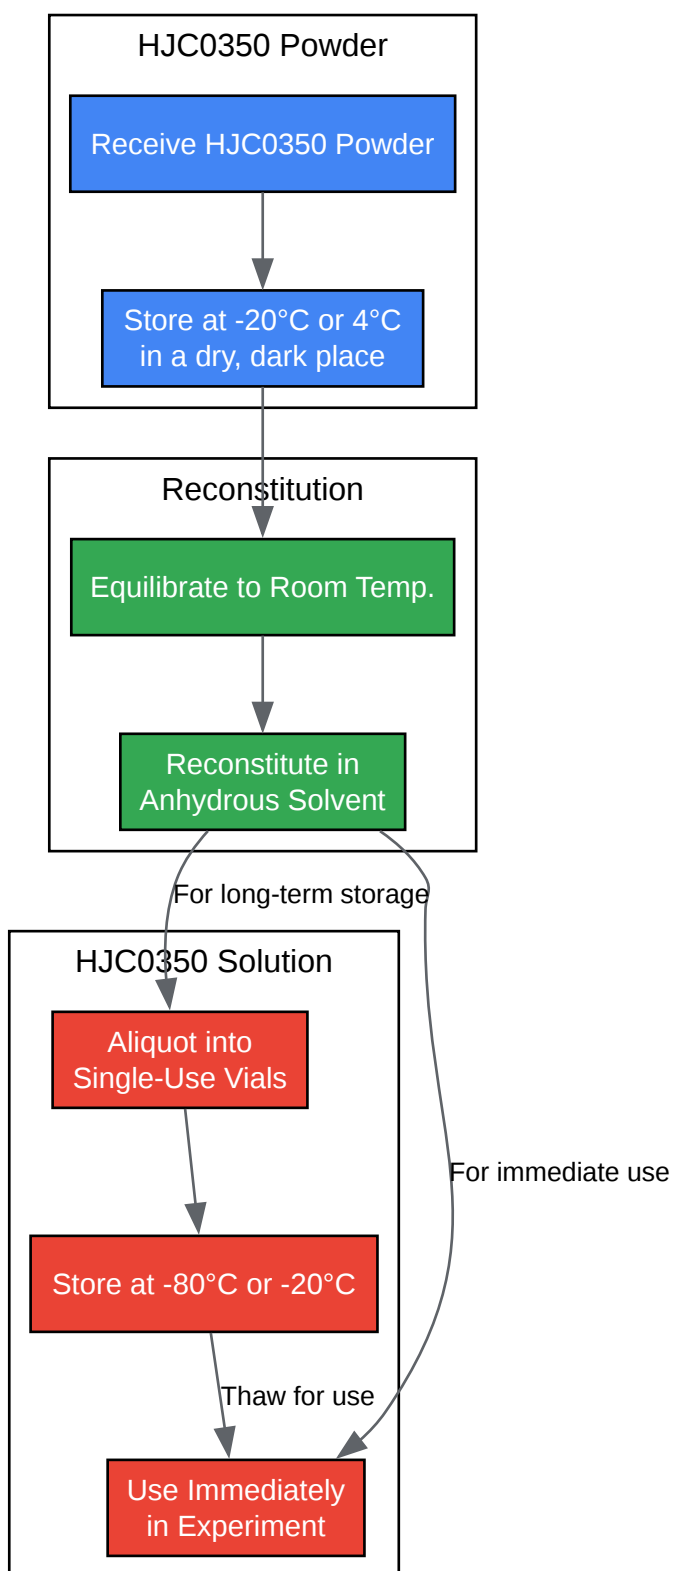 HJC0350 Powder
Receive HJC0350 Powder
Store at -20°C or 4°C
in a dry, dark place
Reconstitution
Equilibrate to Room Temp.
Reconstitute in
Anhydrous Solvent
For long-term storage
HJC0350 Solution
Aliquot into
Single-Use Vials
For immediate use
Store at -80°C or -20°C
Thaw for use
Use Immediately
in Experiment